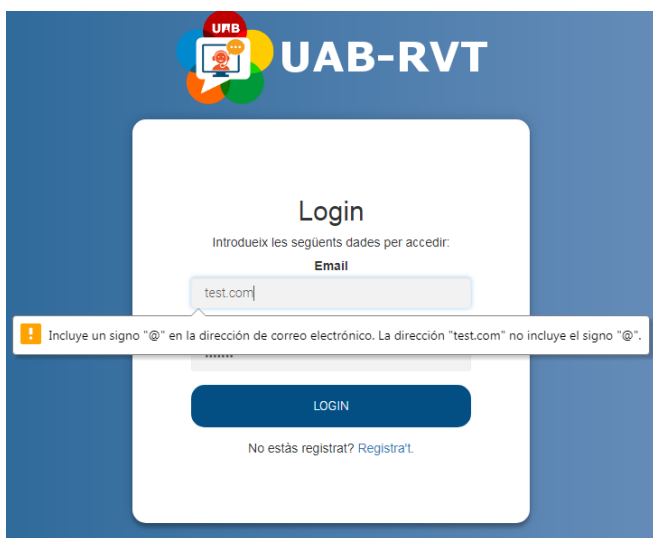 UAB
UAB-RVT
Login
Introdueix les següents dades per accedir:
Email
test.com
Incluye un signo "@" en la dirección de correo electrónico. La dirección "test.com" no incluye el signo "@".
•••••••
LOGIN
No estàs registrat? Registra't.